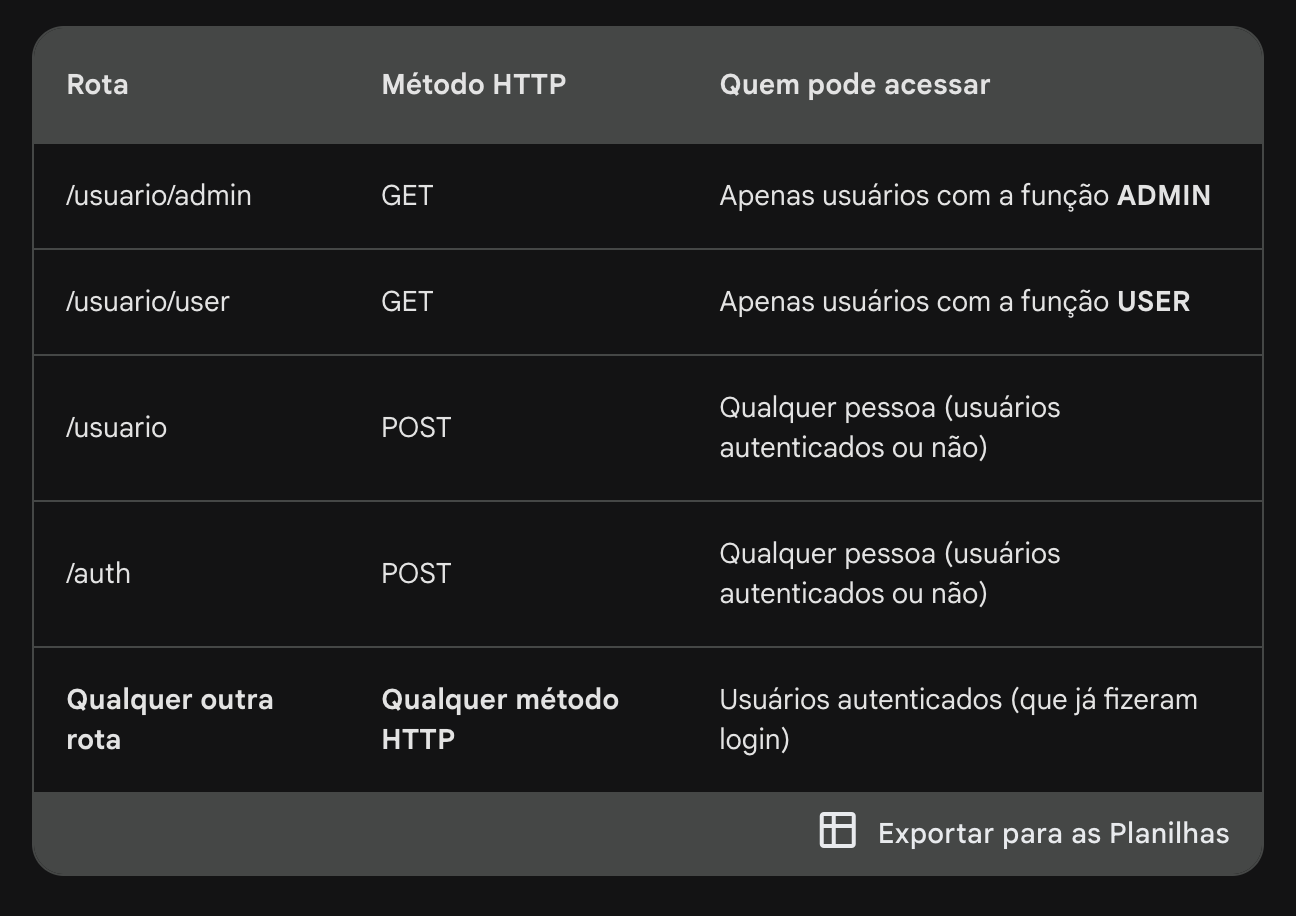 Rota Método HTTP Quem pode acessar
/usuario/admin GET Apenas usuários com a função ADMIN
/usuario/user GET Apenas usuários com a função USER
/usuario POST Qualquer pessoa (usuários
autenticados ou não)
/auth POST Qualquer pessoa (usuários
autenticados ou não)
Qualquer outra Qualquer método Usuários autenticados (que já fizeram
rota HTTP login)
Exportar para as Planilhas